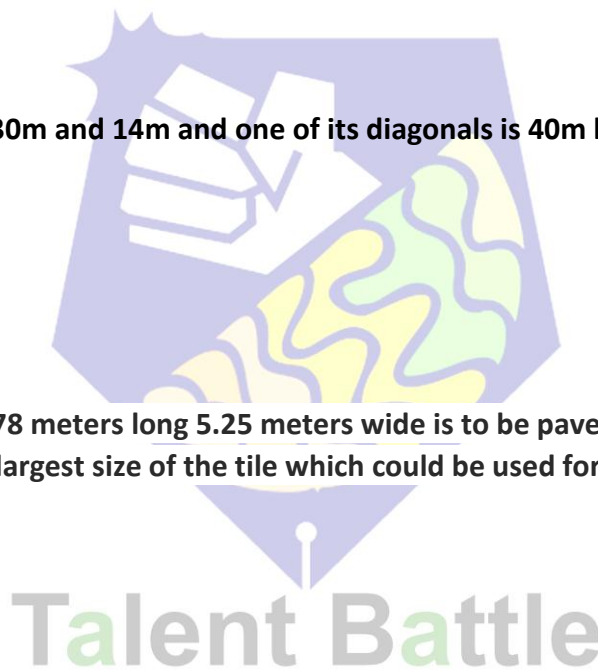 30m and 14m and one of its diagonals is 40m
78 meters long 5.25 meters wide is to be pave
largest size of the tile which could be used for
Talent Battle